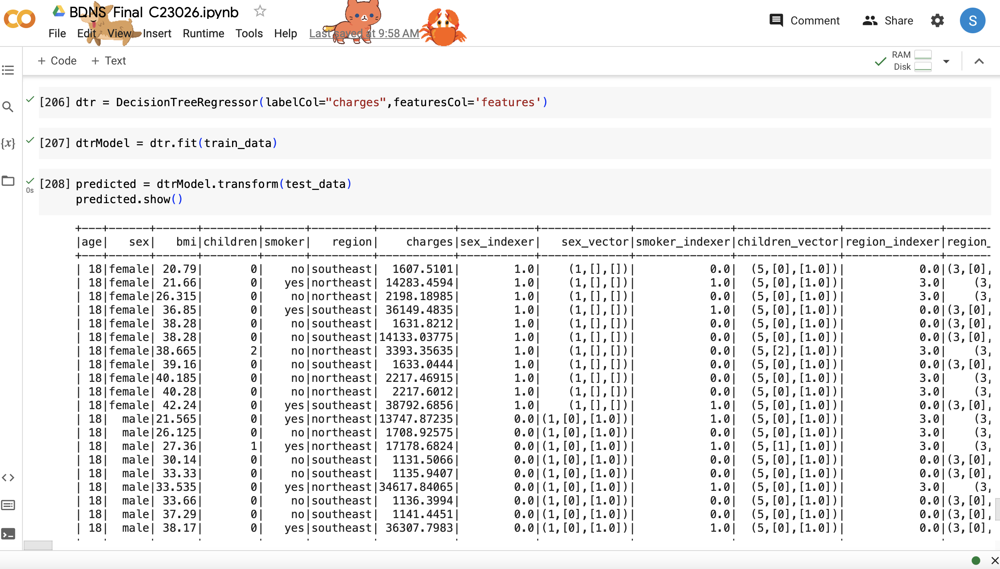 BDNS_Final_C23026.ipynb
Comment
Share
S
File Edit View Insert Runtime Tools Help Last saved at 9:58 AM
+ Code + Text
RAM
Disk
{x}
[206] dtr = DecisionTreeRegressor(labelCol="charges",featuresCol='features')
[207] dtrModel = dtr.fit(train_data)
[208] predicted = dtrModel.transform(test_data)
0s
predicted.show()
+---+------+------+--------+------+---------+-----------+-----------+-------------+--------------+---------------+--------------+-------
|age|   sex|   bmi|children|smoker|   region|    charges|sex_indexer|   sex_vector|smoker_indexer|children_vector|region_indexer|region_
+---+------+------+--------+------+---------+-----------+-----------+-------------+--------------+---------------+--------------+-------
| 18|female| 20.79|       0|    no|southeast|  1607.5101|        1.0|    (1,[],[])|           0.0|  (5,[0],[1.0])|           0.0|(3,[0],
| 18|female| 21.66|       0|   yes|northeast| 14283.4594|        1.0|    (1,[],[])|           1.0|  (5,[0],[1.0])|           3.0|    (3,
| 18|female|26.315|       0|    no|northeast| 2198.18985|        1.0|    (1,[],[])|           0.0|  (5,[0],[1.0])|           3.0|    (3,
| 18|female| 36.85|       0|   yes|southeast| 36149.4835|        1.0|    (1,[],[])|           1.0|  (5,[0],[1.0])|           0.0|(3,[0],
| 18|female| 38.28|       0|    no|southeast|  1631.8212|        1.0|    (1,[],[])|           0.0|  (5,[0],[1.0])|           0.0|(3,[0],
| 18|female| 38.28|       0|    no|southeast|14133.03775|        1.0|    (1,[],[])|           0.0|  (5,[0],[1.0])|           0.0|(3,[0],
| 18|female|38.665|       2|    no|northeast| 3393.35635|        1.0|    (1,[],[])|           0.0|  (5,[2],[1.0])|           3.0|    (3,
| 18|female| 39.16|       0|    no|southeast|  1633.0444|        1.0|    (1,[],[])|           0.0|  (5,[0],[1.0])|           0.0|(3,[0],
| 18|female|40.185|       0|    no|northeast| 2217.46915|        1.0|    (1,[],[])|           0.0|  (5,[0],[1.0])|           3.0|    (3,
| 18|female| 40.28|       0|    no|northeast|  2217.6012|        1.0|    (1,[],[])|           0.0|  (5,[0],[1.0])|           3.0|    (3,
| 18|female| 42.24|       0|   yes|southeast| 38792.6856|        1.0|    (1,[],[])|           1.0|  (5,[0],[1.0])|           0.0|(3,[0],
| 18|  male|21.565|       0|   yes|northeast|13747.87235|        0.0|(1,[0],[1.0])|           1.0|  (5,[0],[1.0])|           3.0|    (3,
| 18|  male|26.125|       0|    no|northeast| 1708.92575|        0.0|(1,[0],[1.0])|           0.0|  (5,[0],[1.0])|           3.0|    (3,
| 18|  male| 27.36|       1|   yes|northeast| 17178.6824|        0.0|(1,[0],[1.0])|           1.0|  (5,[1],[1.0])|           3.0|    (3,
| 18|  male| 30.14|       0|    no|southeast|  1131.5066|        0.0|(1,[0],[1.0])|           0.0|  (5,[0],[1.0])|           0.0|(3,[0],
| 18|  male| 33.33|       0|    no|southeast|  1135.9407|        0.0|(1,[0],[1.0])|           0.0|  (5,[0],[1.0])|           0.0|(3,[0],
| 18|  male|33.535|       0|   yes|northeast|34617.84065|        0.0|(1,[0],[1.0])|           1.0|  (5,[0],[1.0])|           3.0|    (3,
| 18|  male| 33.66|       0|    no|southeast|  1136.3994|        0.0|(1,[0],[1.0])|           0.0|  (5,[0],[1.0])|           0.0|(3,[0],
| 18|  male| 37.29|       0|    no|southeast|  1141.4451|        0.0|(1,[0],[1.0])|           0.0|  (5,[0],[1.0])|           0.0|(3,[0],
| 18|  male| 38.17|       0|   yes|southeast| 36307.7983|        0.0|(1,[0],[1.0])|           1.0|  (5,[0],[1.0])|           0.0|(3,[0],